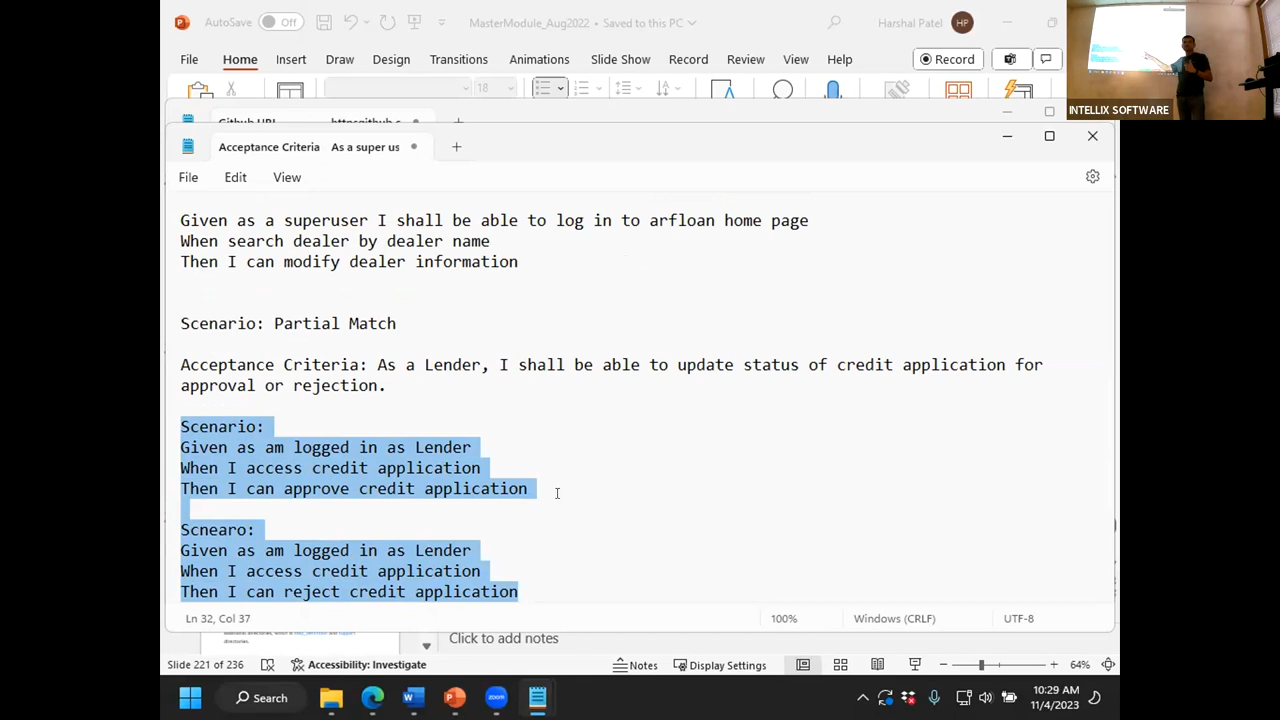 AutoSave Off MasterModule_Aug2022 • Saved to this PC Harshal Patel HP
File Home Insert Draw Design Transitions Slide Show Record Review View Help Record
18
INTELLIX SOFTWARE
Github URL
Acceptance Criteria As a super us
File Edit View
Given as a superuser I shall be able to log in to arfloan home page
When search dealer by dealer name
Then I can modify dealer information
Scenario: Partial Match
Acceptance Criteria: As a Lender, I shall be able to update status of credit application for
approval or rejection.
Scenario:
Given as am logged in as Lender
When I access credit application
Then I can approve credit application
Scnearo:
Given as am logged in as Lender
When I access credit application
Then I can reject credit application
Ln 32, Col 37 100% Windows (CRLF) UTF-8
directories.
Click to add notes
Slide 221 of 236 Accessibility: Investigate Notes Display Settings 64%
Search zoom 10:29 AM
11/4/2023